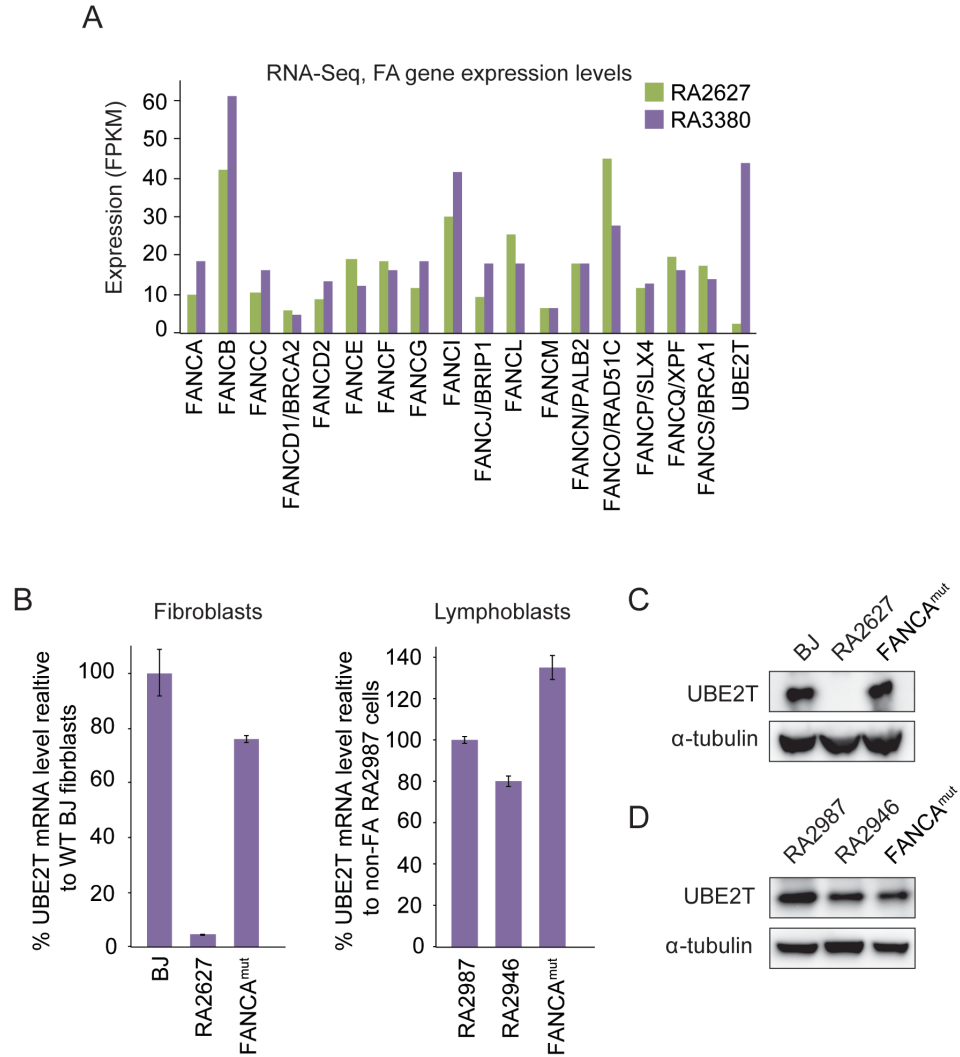 A
RNA-Seq, FA gene expression levels
RA2627
RA3380
Expression (FPKM)
60
50
40
30
20
10
0
FANCA
FANCB
FANCC
FANCD1/BRCA2
FANCD2
FANCE
FANCF
FANCG
FANCI
FANCJ/BRIP1
FANCL
FANCM
FANCN/PALB2
FANCO/RAD51C
FANCP/SLX4
FANCQ/XPF
FANCS/BRCA1
UBE2T
B
Fibroblasts
% UBE2T mRNA level realtive
to WT BJ fibrblasts
100
80
60
40
20
0
BJ
RA2627
FANCAmut
Lymphoblasts
% UBE2T mRNA level realtive
to non-FA RA2987 cells
140
120
100
80
60
40
20
0
RA2987
RA2946
FANCAmut
C
BJ
RA2627
FANCAmut
UBE2T
α-tubulin
D
RA2987
RA2946
FANCAmut
UBE2T
α-tubulin